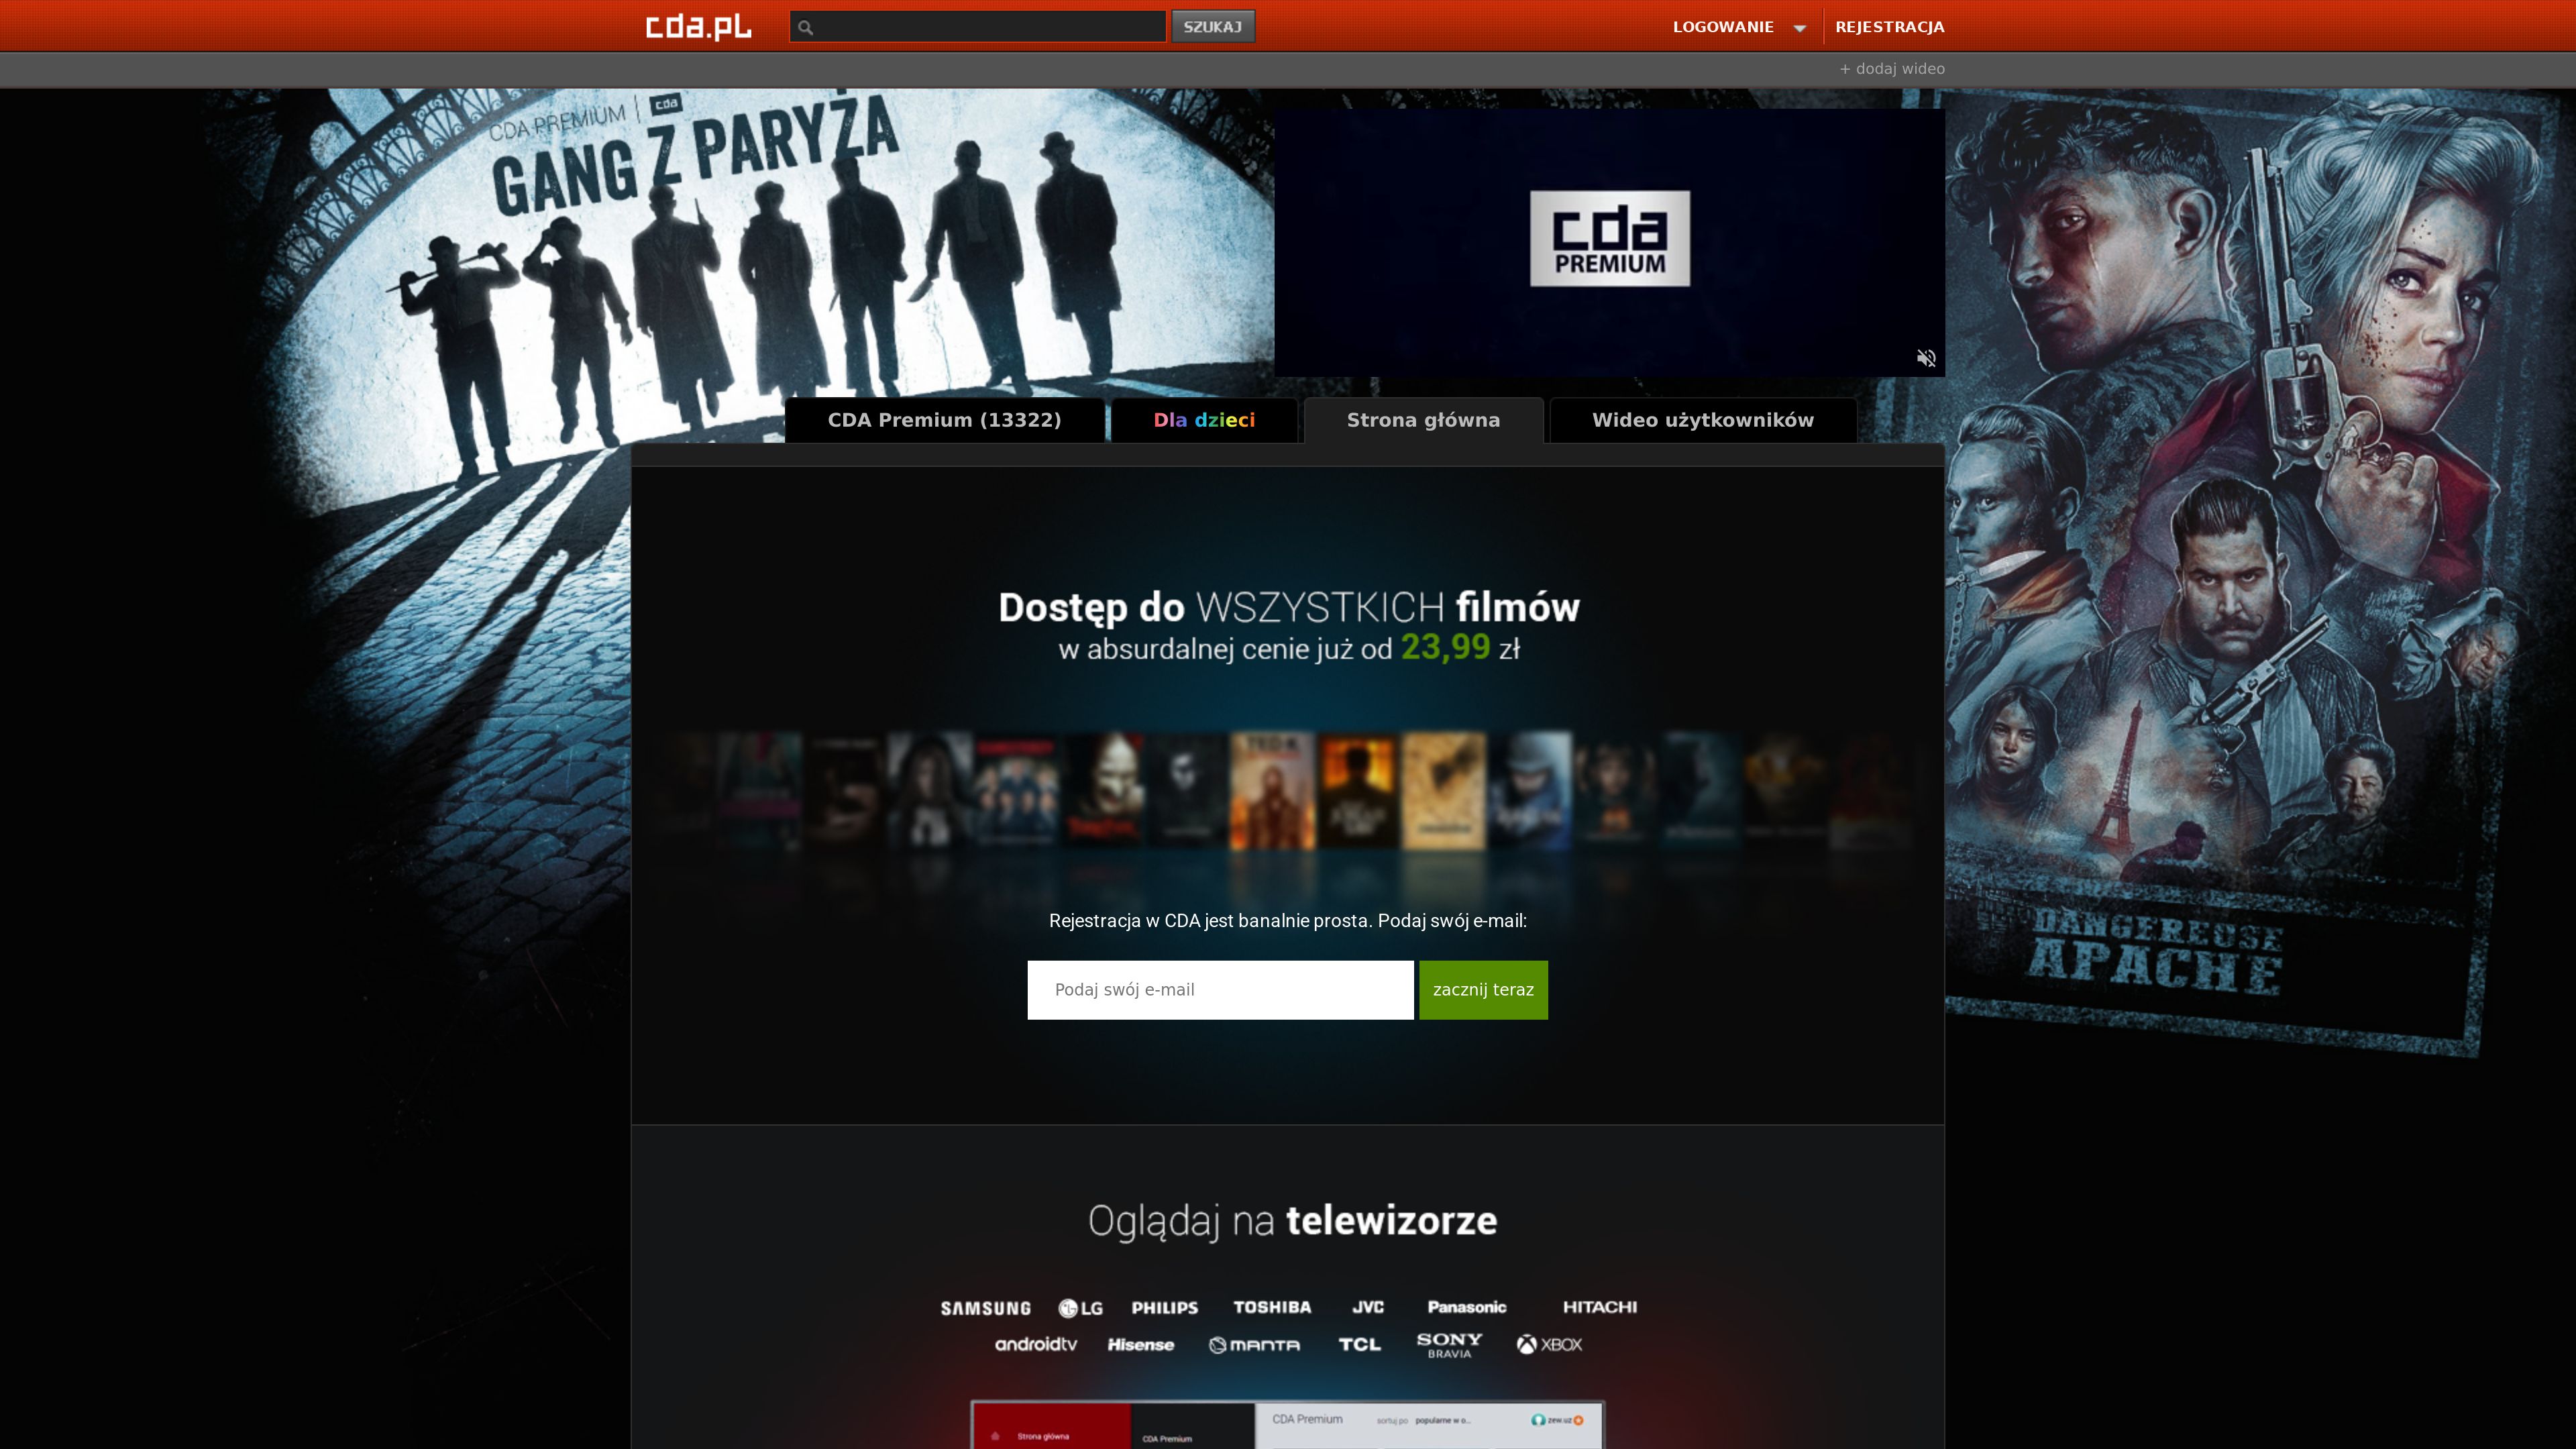 cda.pl
SZUKAJ
LOGOWANIE
REJESTRACJA
+ dodaj wideo
CDA PREMIUM | cda
GANG Z PARYŻA
cda
PREMIUM
CDA Premium (13322)
Dla dzieci
Strona główna
Wideo użytkowników
Dostęp do WSZYSTKICH filmów
w absurdalnej cenie już od 23,99 zł
Rejestracja w CDA jest banalnie prosta. Podaj swój e-mail:
Podaj swój e-mail
zacznij teraz
DANGEREUSE
APACHE
Oglądaj na telewizorze
SAMSUNG LG PHILIPS TOSHIBA JVC Panasonic HITACHI
androidtv Hisense MANTA TCL SONY BRAVIA XBOX
CDA Premium sortuj po popularne w o... zew.uz
Strona główna
CDA Premium